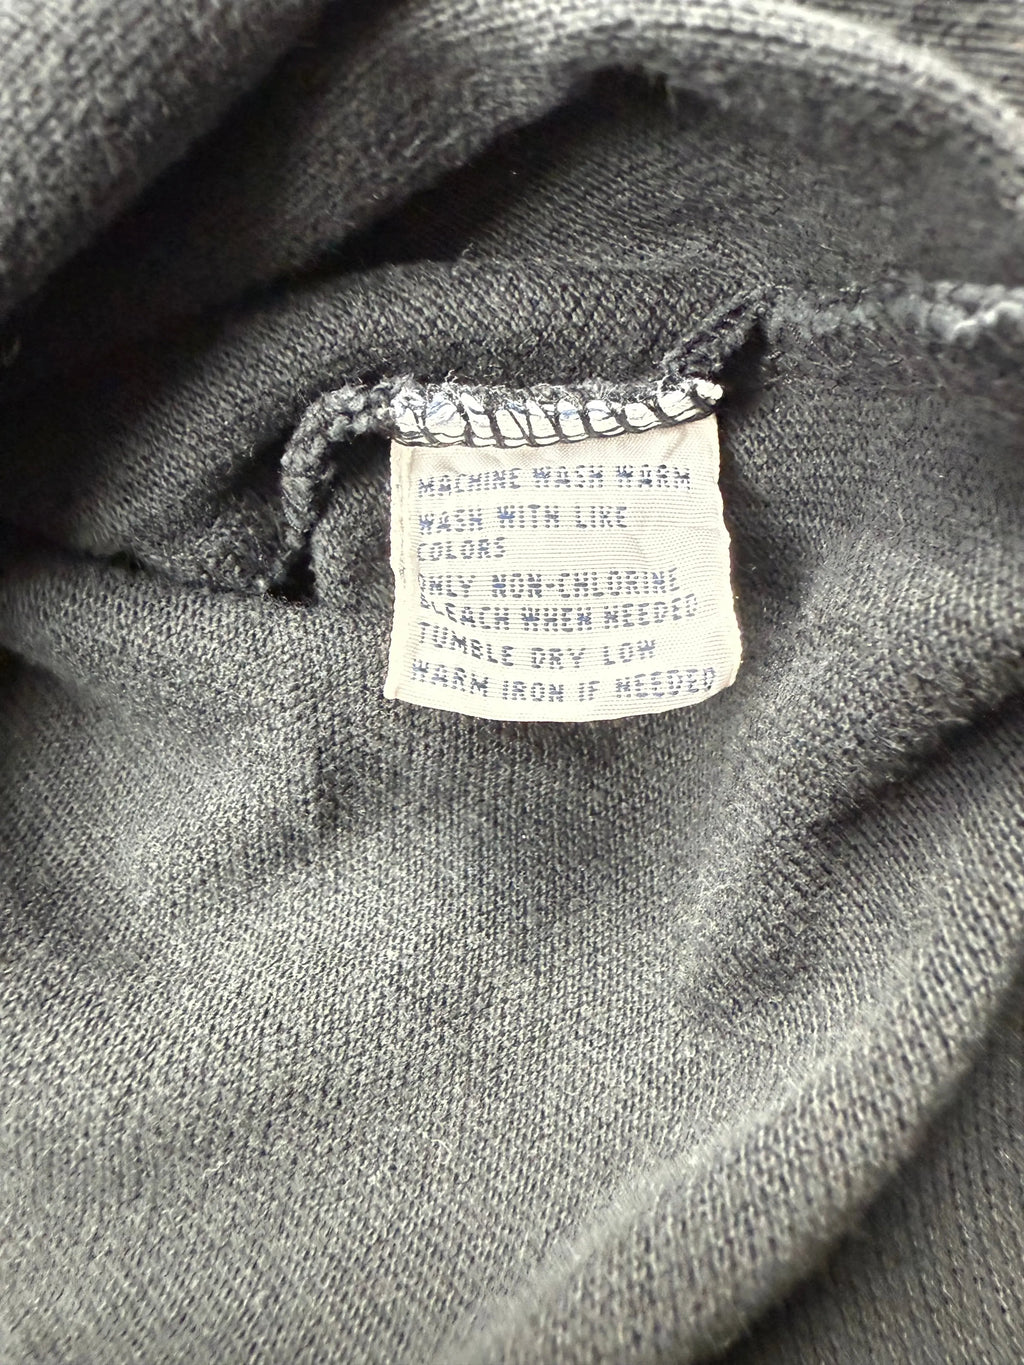 MACHINE WASH WARM
WASH WITH LIKE
COLORS
ONLY NON-CHLORINE
BLEACH WHEN NEEDED
TUMBLE DRY LOW
WARM IRON IF NEEDED